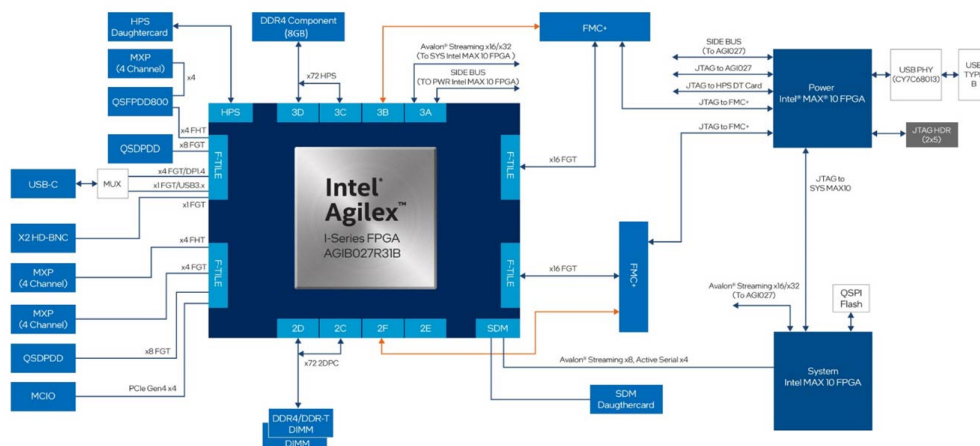 HPS
Daughtercard
MXP
(4 Channel)
x4
QSFPDD800
x4 FHT
x8 FGT
QSDPDD
USB-C
MUX
x4 FGT/DP1.4
x1 FGT/USB3.x
x1 FGT
X2 HD-BNC
x4 FHT
MXP
(4 Channel)
x4 FGT
MXP
(4 Channel)
QSDPDD
x8 FGT
MCIO
PCIe Gen4 x4
DDR4 Component
(8GB)
x72 HPS
Avalon® Streaming x16/x32
(To SYS Intel MAX 10 FPGA )
SIDE BUS
(TO PWR Intel MAX 10 FPGA)
HPS
3D
3C
3B
3A
F-TILE
F-TILE
F-TILE
F-TILE
Intel®
Agilex™
I-Series FPGA
AGIB027R31B
2D
2C
2F
2E
SDM
x72 2DPC
DDR4/DDR-T
DIMM
DIMM
x16 FGT
x16 FGT
FMC+
FMC+
Avalon® Streaming x8, Active Serial x4
SDM
Daugthercard
SIDE BUS
(To AGI027)
JTAG to AGI027
JTAG to HPS DT Card
JTAG to FMC+
JTAG to FMC+
Power
Intel® MAX® 10 FPGA
USB PHY
(CY7C68013)
USB
TYPE
B
JTAG HDR
(2x5)
JTAG to
SYS MAX10
Avalon® Streaming x16/x32
(To AGI027)
QSPI
Flash
System
Intel MAX 10 FPGA